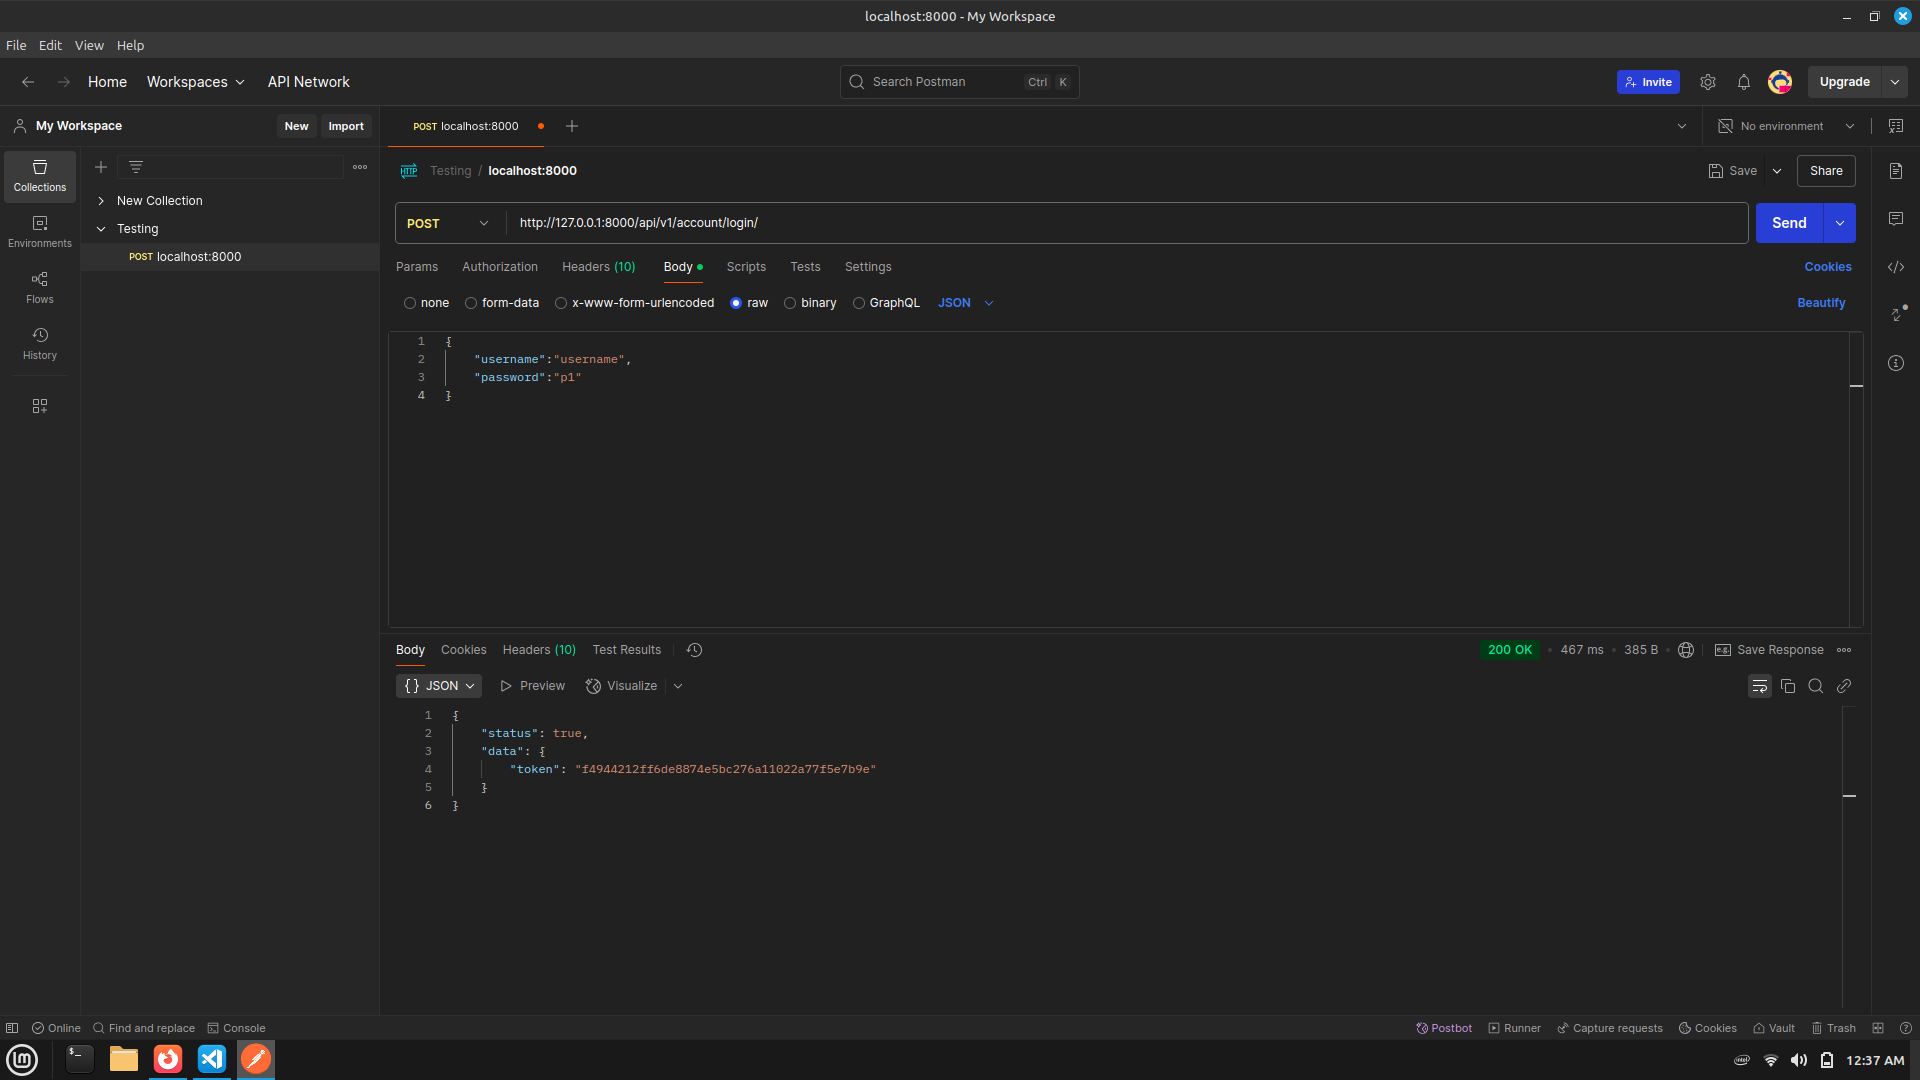 localhost:8000 - My Workspace
File Edit View Help
Home Workspaces API Network Search Postman Ctrl K Invite Upgrade
My Workspace New Import POST localhost:8000 No environment
Collections
Environments
Flows
History
New Collection
Testing
POST localhost:8000
HTTP Testing / localhost:8000 Save Share
POST http://127.0.0.1:8000/api/v1/account/login/ Send
Params Authorization Headers (10) Body Scripts Tests Settings Cookies
none form-data x-www-form-urlencoded raw binary GraphQL JSON Beautify
1 {
2 "username":"username",
3 "password":"p1"
4 }
Body Cookies Headers (10) Test Results 200 OK • 467 ms • 385 B • e.g. Save Response
{} JSON Preview Visualize
1 {
2 "status": true,
3 "data": {
4 "token": "f4944212ff6de8874e5bc276a11022a77f5e7b9e"
5 }
6 }
Online Find and replace Console Postbot Runner Capture requests Cookies Vault Trash
12:37 AM